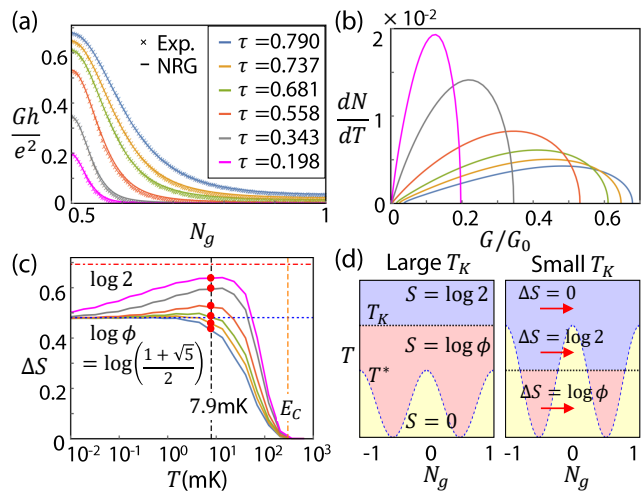 (a)
× Exp.
− NRG
τ =0.790
τ =0.737
τ =0.681
τ =0.558
τ =0.343
τ =0.198
Gh
e²
0.6
0.4
0.2
0
0.5
1
N_g
(b)
2 × 10⁻²
1
0
dN
dT
0
0.2
0.4
0.6
G/G₀
(c)
log 2
log ϕ
= log((1 + √5)/2)
ΔS
0.6
0.4
0.2
0
7.9mK
E_C
10⁻²
10⁻¹
10⁰
10¹
10²
10³
T(mK)
(d)
Large T_K
Small T_K
S = log 2
T_K
S = log ϕ
T
T*
S = 0
ΔS = 0
ΔS = log 2
ΔS = log ϕ
-1
0
1
N_g
-1
0
1
N_g